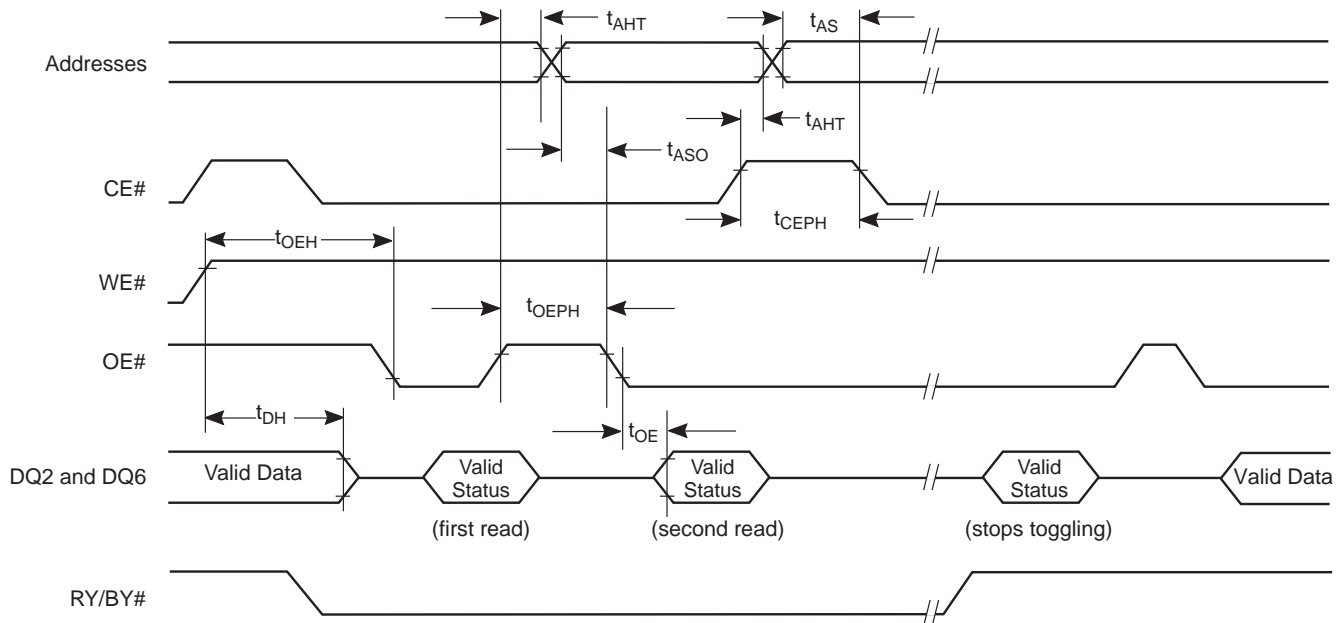 tAHT
tAS
Addresses
tAHT
tASO
CE#
tCEPH
tOEH
WE#
tOEPH
OE#
tDH
tOE
DQ2 and DQ6
Valid Data
Valid
Status
Valid
Status
Valid
Status
Valid Data
(first read)
(second read)
(stops toggling)
RY/BY#